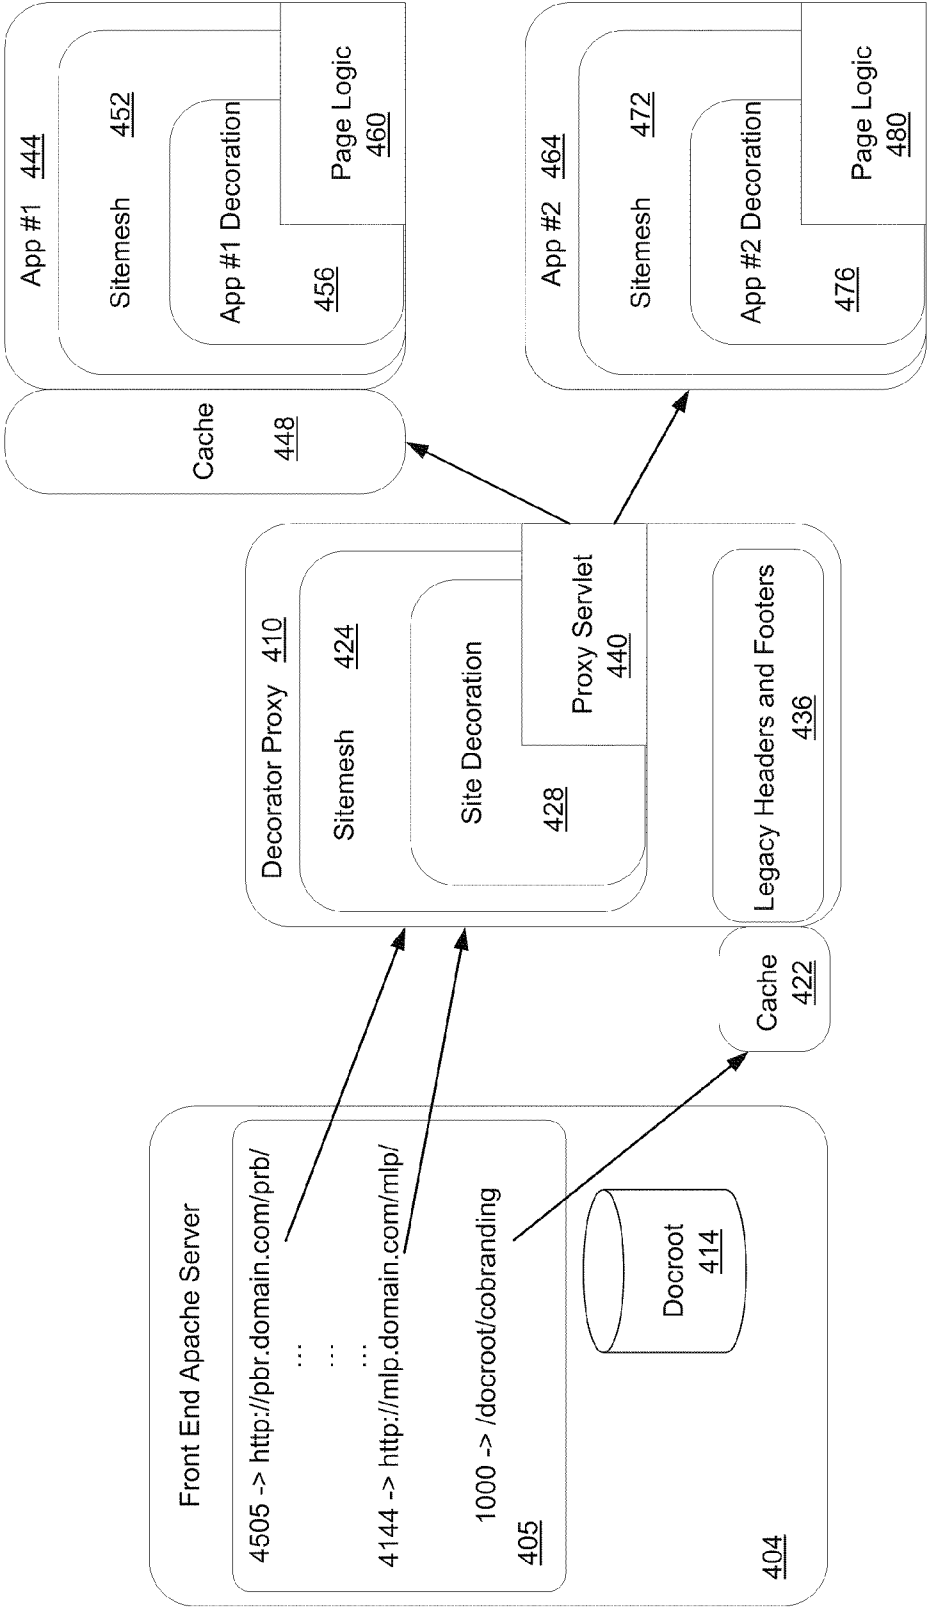 Front End Apache Server
4505 -> http://pbr.domain.com/prb/
...
...
...
4144 -> http://mlp.domain.com/mlp/
1000 -> /docroot/cobranding
405
Docroot
414
404
Decorator Proxy 410
Sitemesh 424
Site Decoration
428
Proxy Servlet
440
Legacy Headers and Footers
436
Cache
422
Cache
448
App #1 444
Sitemesh 452
App #1 Decoration
456
Page Logic
460
App #2 464
Sitemesh 472
App #2 Decoration
476
Page Logic
480